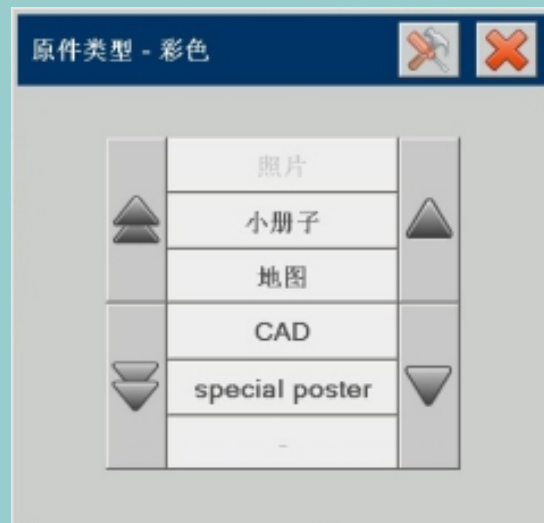 原件类型 - 彩色
照片
小册子
地图
CAD
special poster
-